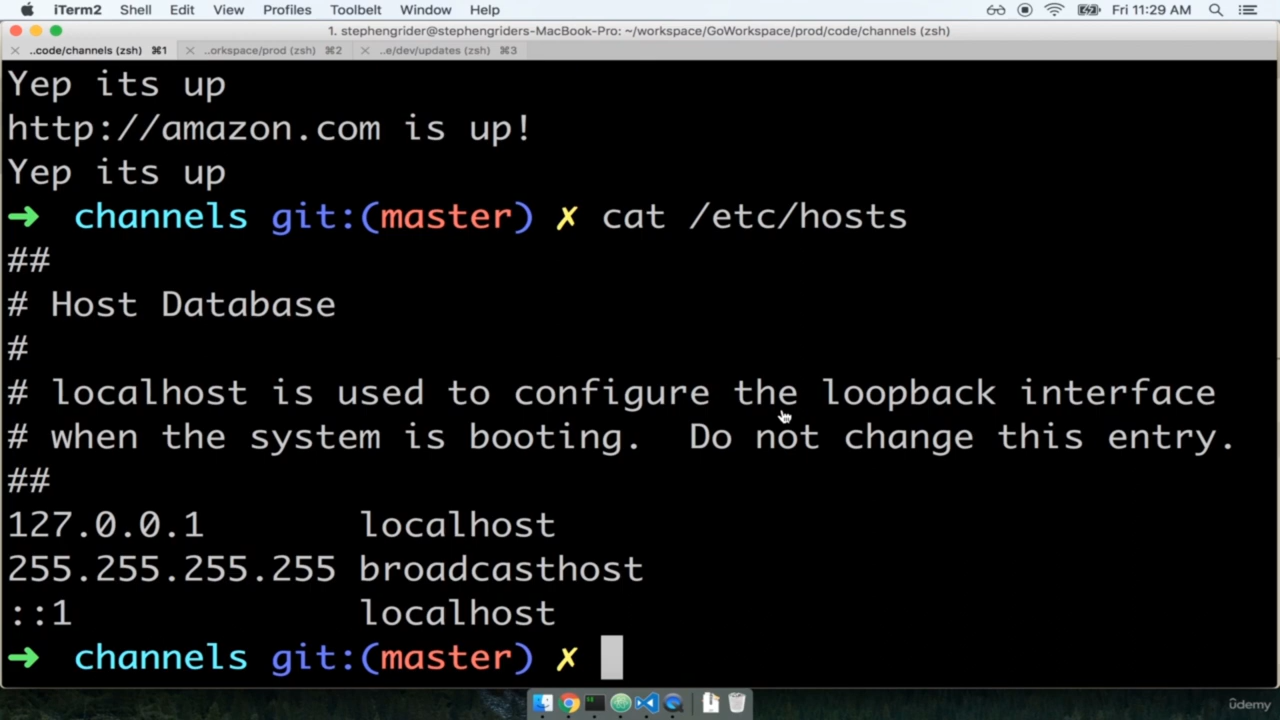 iTerm2 Shell Edit View Profiles Toolbelt Window Help Fri 11:29 AM
1. stephengrider@stephengriders-MacBook-Pro: ~/workspace/GoWorkspace/prod/code/channels (zsh)
..code/channels (zsh) ⌘1 ..orkspace/prod (zsh) ⌘2 ..e/dev/updates (zsh) ⌘3
Yep its up
http://amazon.com is up!
Yep its up
➜ channels git:(master) ✗ cat /etc/hosts
##
# Host Database
#
# localhost is used to configure the loopback interface
# when the system is booting. Do not change this entry.
##
127.0.0.1 localhost
255.255.255.255 broadcasthost
::1 localhost
➜ channels git:(master) ✗
ûdemy